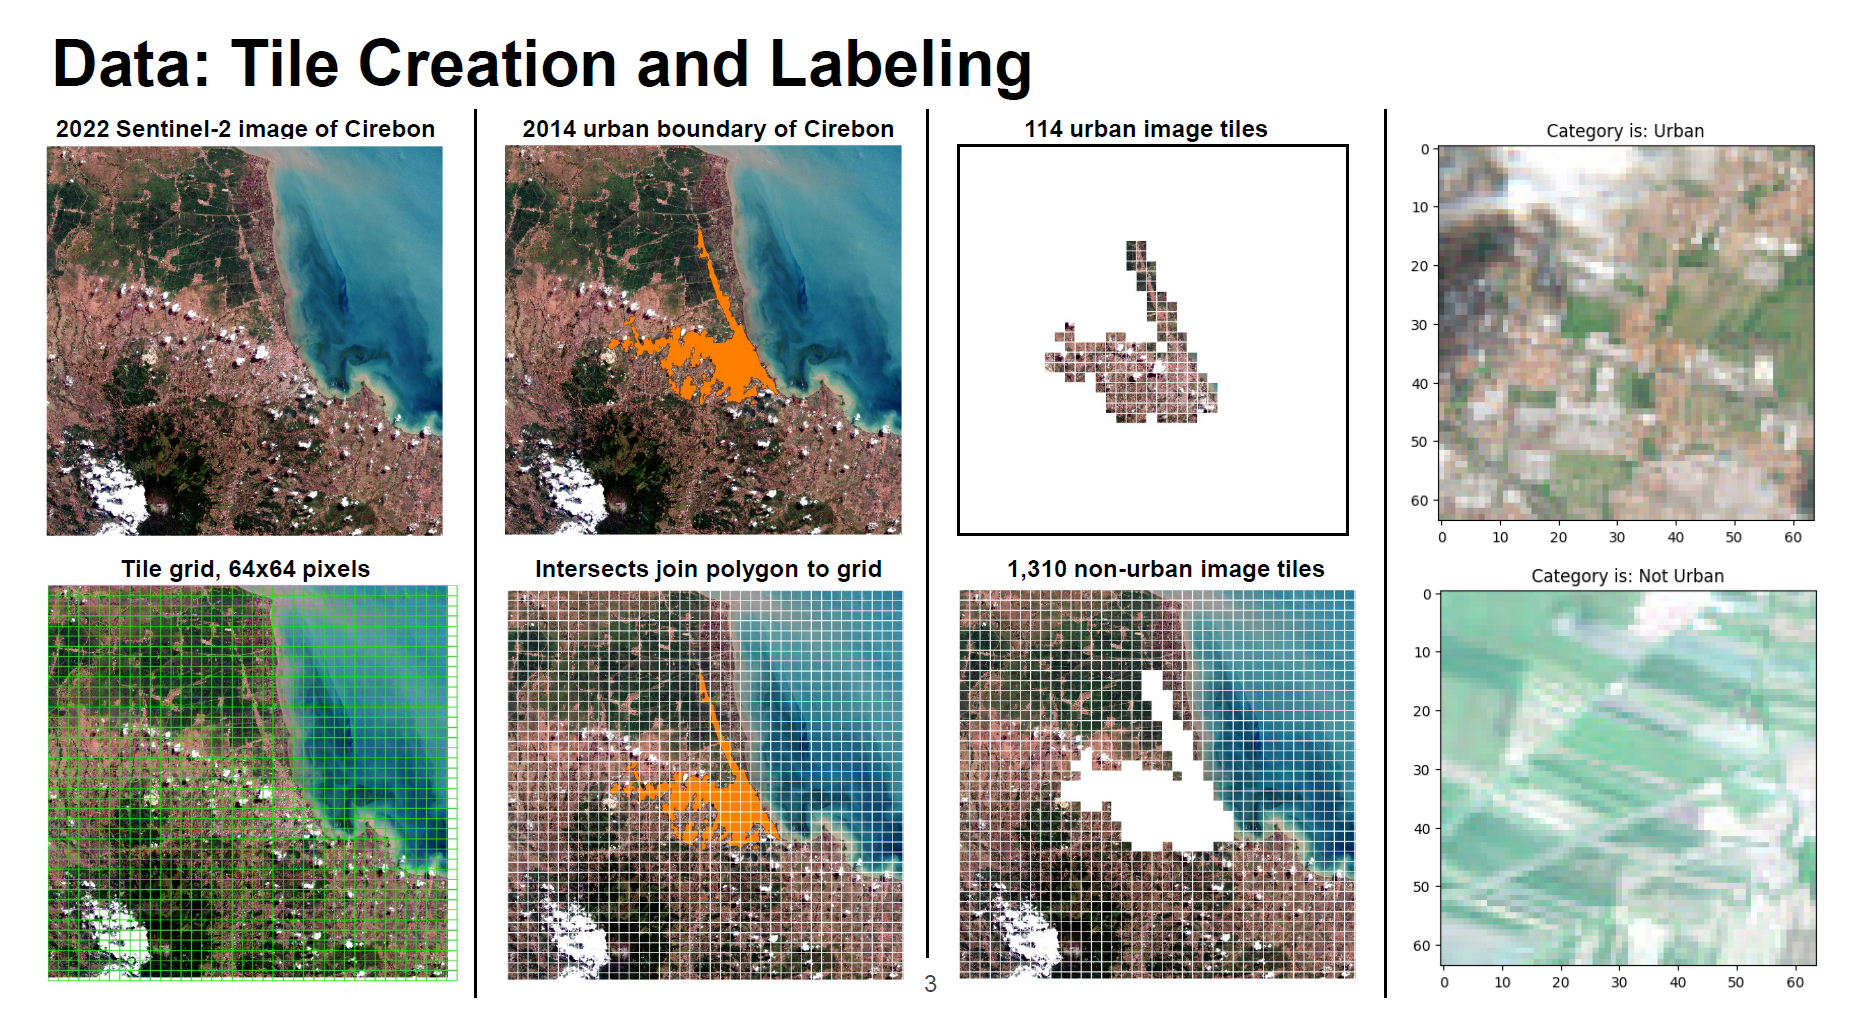 Data: Tile Creation and Labeling
2022 Sentinel-2 image of Cirebon
Tile grid, 64x64 pixels
2014 urban boundary of Cirebon
Intersects join polygon to grid
114 urban image tiles
1,310 non-urban image tiles
Category is: Urban
0
10
20
30
40
50
60
0 10 20 30 40 50 60
Category is: Not Urban
0
10
20
30
40
50
60
0 10 20 30 40 50 60
3